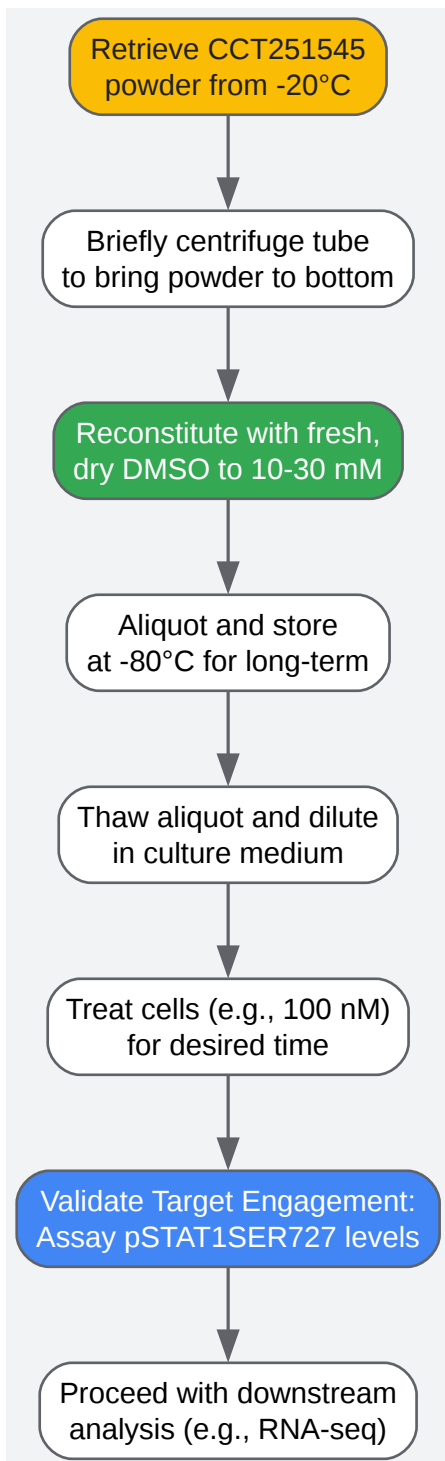 Retrieve CCT251545
powder from -20°C
Briefly centrifuge tube
to bring powder to bottom
Reconstitute with fresh,
dry DMSO to 10-30 mM
Aliquot and store
at -80°C for long-term
Thaw aliquot and dilute
in culture medium
Treat cells (e.g., 100 nM)
for desired time
Validate Target Engagement:
Assay pSTAT1SER727 levels
Proceed with downstream
analysis (e.g., RNA-seq)